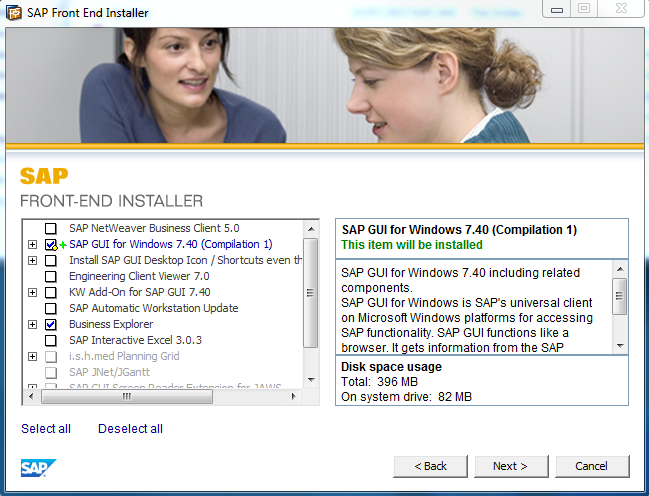 SAP Front End Installer
SAP
FRONT-END INSTALLER
SAP NetWeaver Business Client 5.0
SAP GUI for Windows 7.40 (Compilation 1)
Install SAP GUI Desktop Icon / Shortcuts even th
Engineering Client Viewer 7.0
KW Add-On for SAP GUI 7.40
SAP Automatic Workstation Update
Business Explorer
SAP Interactive Excel 3.0.3
i.s.h.med Planning Grid
SAP JNet/JGantt
SAP GUI Screen Reader Extension for JAWS
SAP GUI for Windows 7.40 (Compilation 1)
This item will be installed
SAP GUI for Windows 7.40 including related
components.
SAP GUI for Windows is SAP's universal client
on Microsoft Windows platforms for accessing
SAP functionality. SAP GUI functions like a
browser. It gets information from the SAP
Disk space usage
Total: 396 MB
On system drive: 82 MB
Select all
Deselect all
SAP
< Back
Next >
Cancel